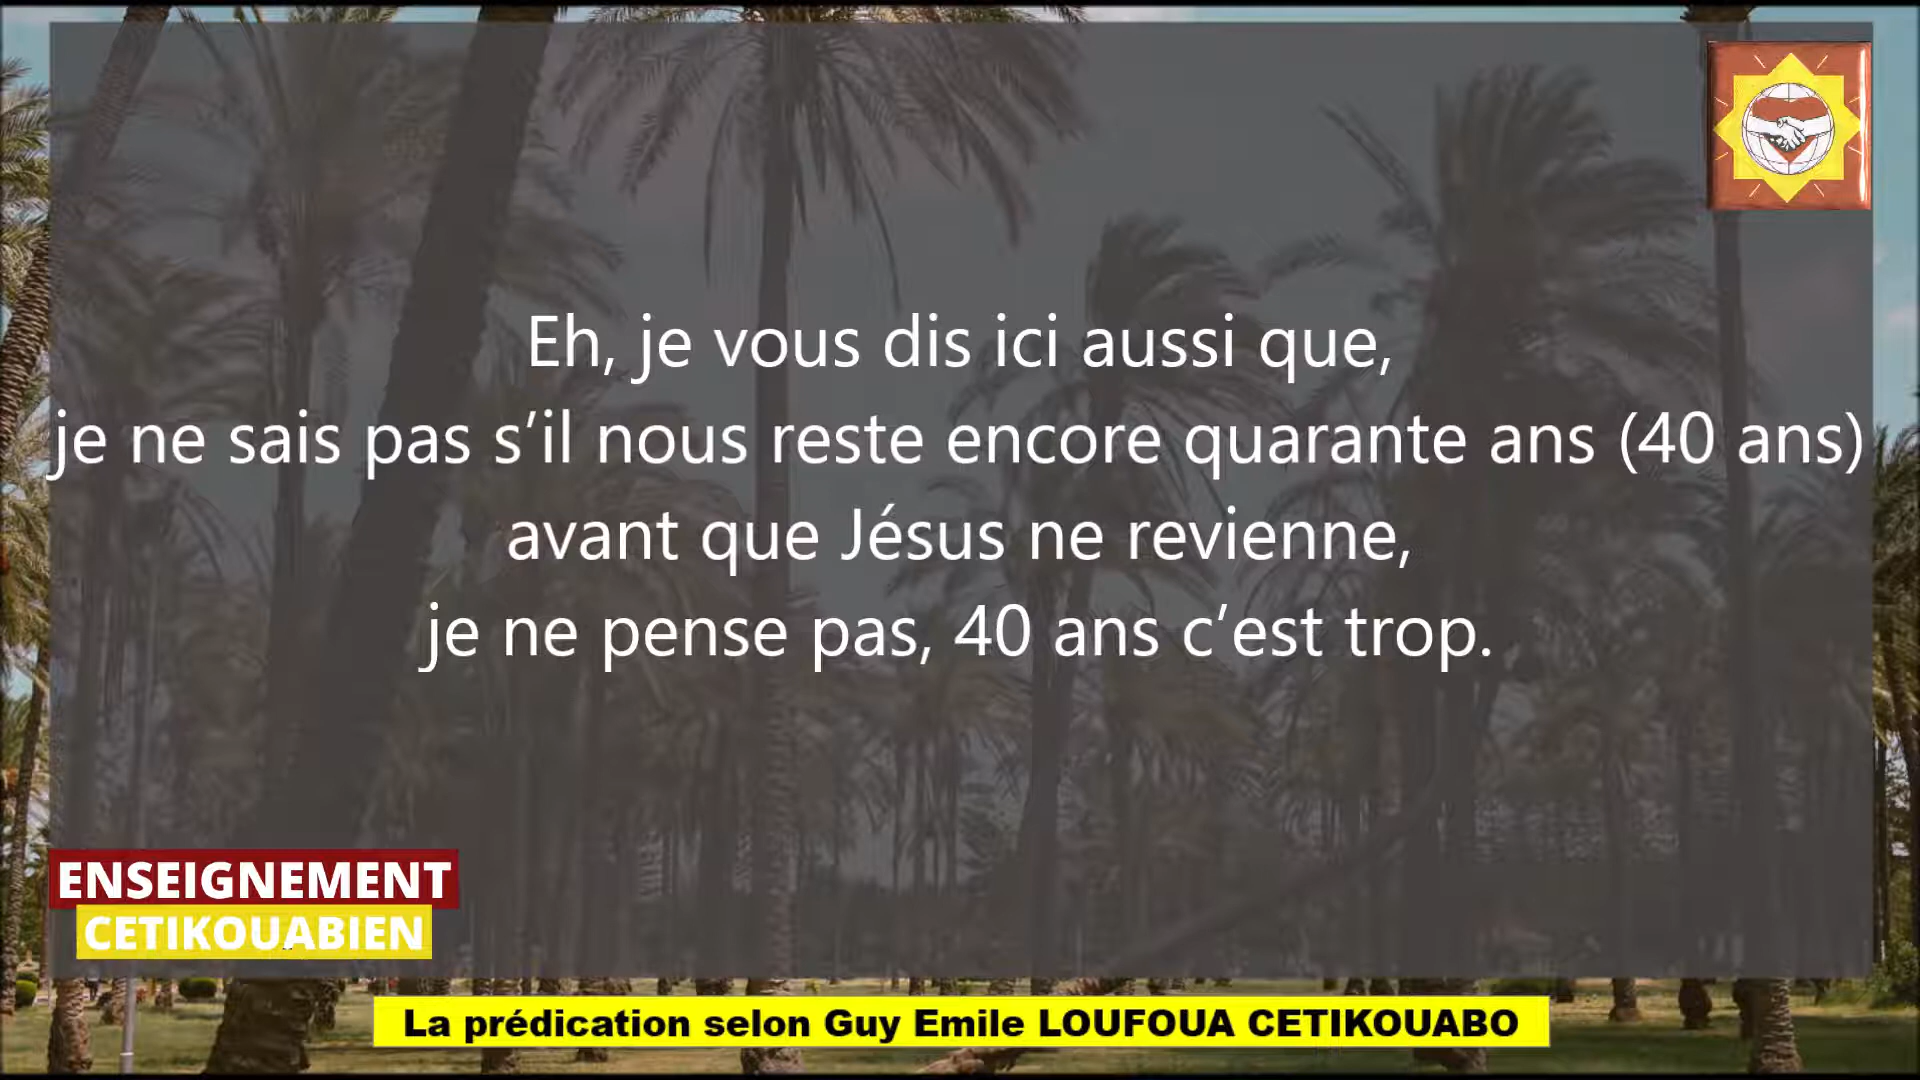 Eh, je vous dis ici aussi que,
je ne sais pas s’il nous reste encore quarante ans (40 ans)
avant que Jésus ne revienne,
je ne pense pas, 40 ans c’est trop.
ENSEIGNEMENT
CETIKOUABIEN
La prédication selon Guy Emile LOUFOUA CETIKOUABO